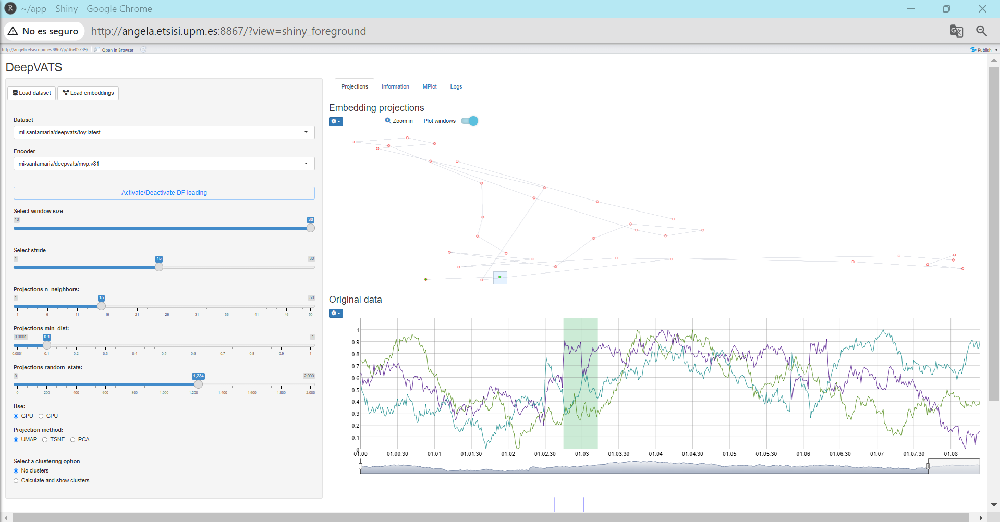 R ~/app - Shiny - Google Chrome
No es seguro http://angela.etsisi.upm.es:8867/?view=shiny_foreground
http://angela.etsisi.upm.es:8867/p/d6e05239/ Open in Browser Publish
DeepVATS
Load dataset Load embeddings
Dataset
mi-santamaria/deepvats/toy:latest
Encoder
mi-santamaria/deepvats/mvp:v81
Activate/Deactivate DF loading
Select window size
10 30
Select stride
1 15 30
Projections n_neighbors:
1 15 50
1 6 11 16 21 26 31 36 41 46 50
Projections min_dist:
0.0001 0.1 1
0.0001 0.1 0.2 0.3 0.4 0.5 0.6 0.7 0.8 0.9 1
Projections random_state:
0 1,234 2,000
0 200 400 600 800 1,000 1,200 1,400 1,600 1,800 2,000
Use:
GPU CPU
Projection method:
UMAP TSNE PCA
Select a clustering option
No clusters
Calculate and show clusters
Projections Information MPlot Logs
Embedding projections
Zoom in Plot windows
Original data
1
0.9
0.8
0.7
0.6
0.5
0.4
0.3
0.2
0.1
0
01:00 01:00:30 01:01 01:01:30 01:02 01:02:30 01:03 01:03:30 01:04 01:04:30 01:05 01:05:30 01:06 01:06:30 01:07 01:07:30 01:08